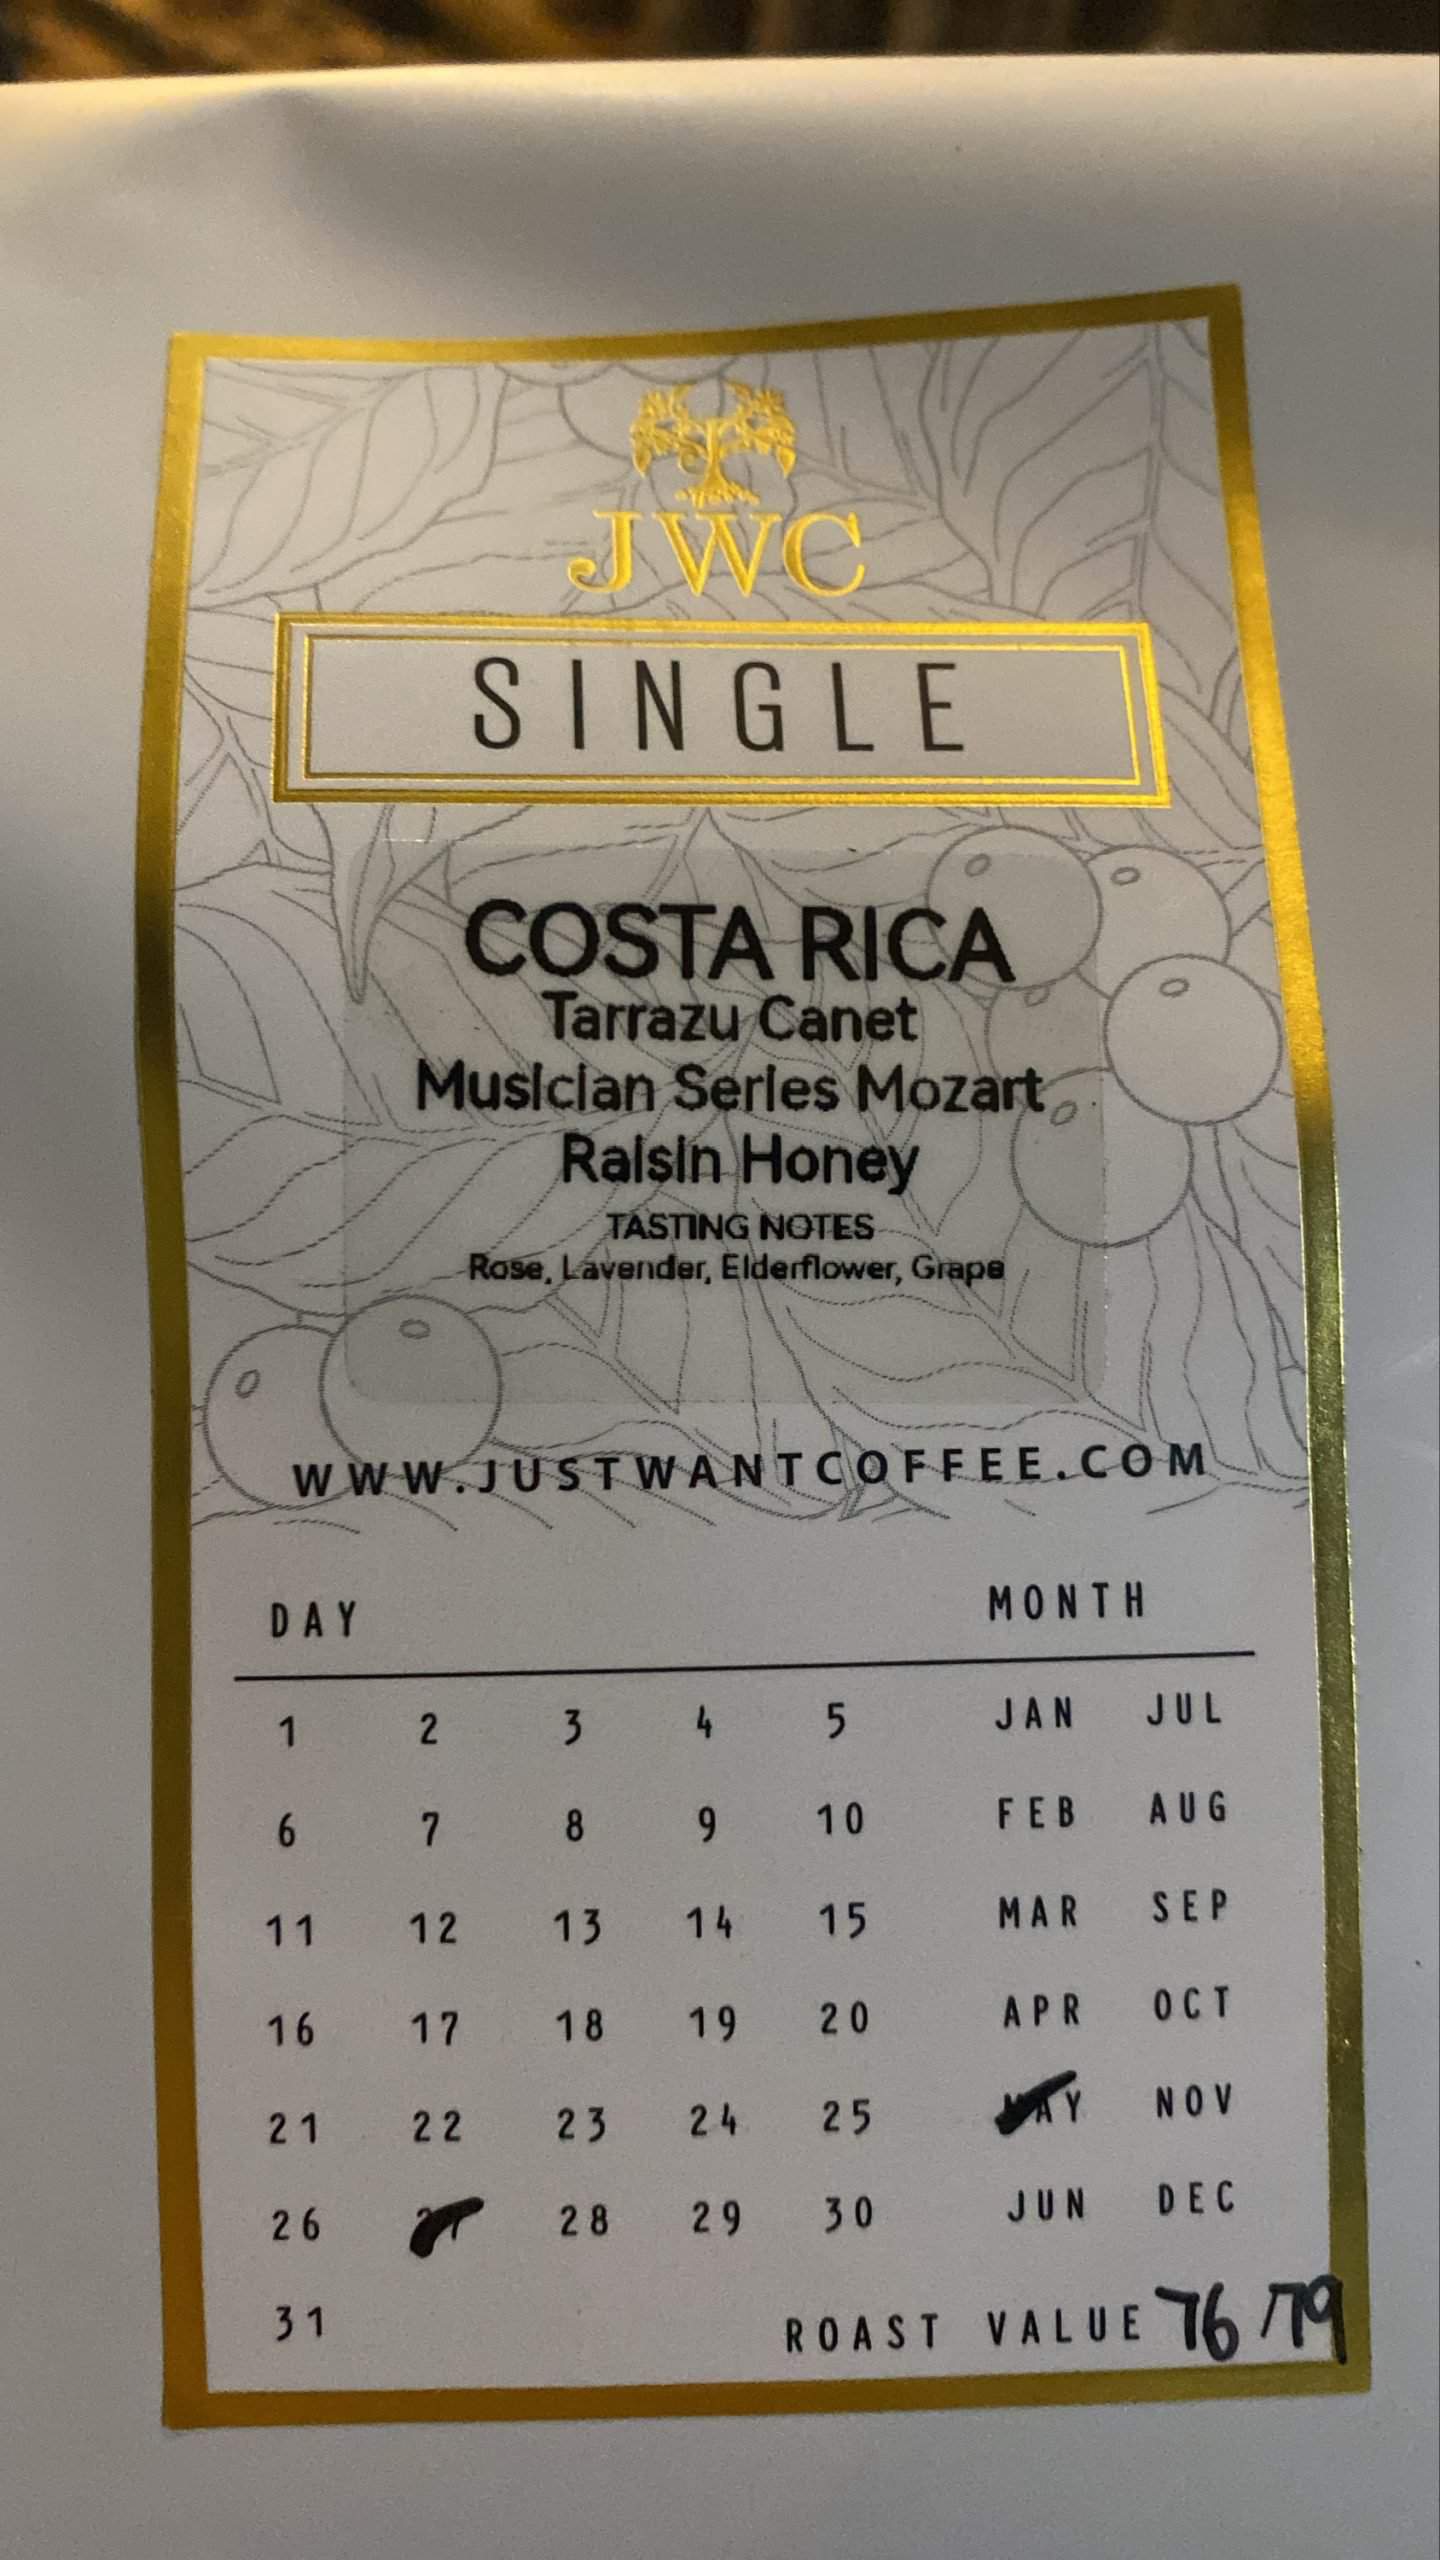 JWC
SINGLE
COSTA RICA
Tarrazu Canet
Musician Series Mozart
Raisin Honey
TASTING NOTES
Rose, Lavender, Elderflower, Grape
WWW.JUSTWANTCOFFEE.COM
DAY MONTH
1 2 3 4 5 JAN JUL
6 7 8 9 10 FEB AUG
11 12 13 14 15 MAR SEP
16 17 18 19 20 APR OCT
21 22 23 24 25 MAY NOV
26 27 28 29 30 JUN DEC
31 ROAST VALUE 76/79